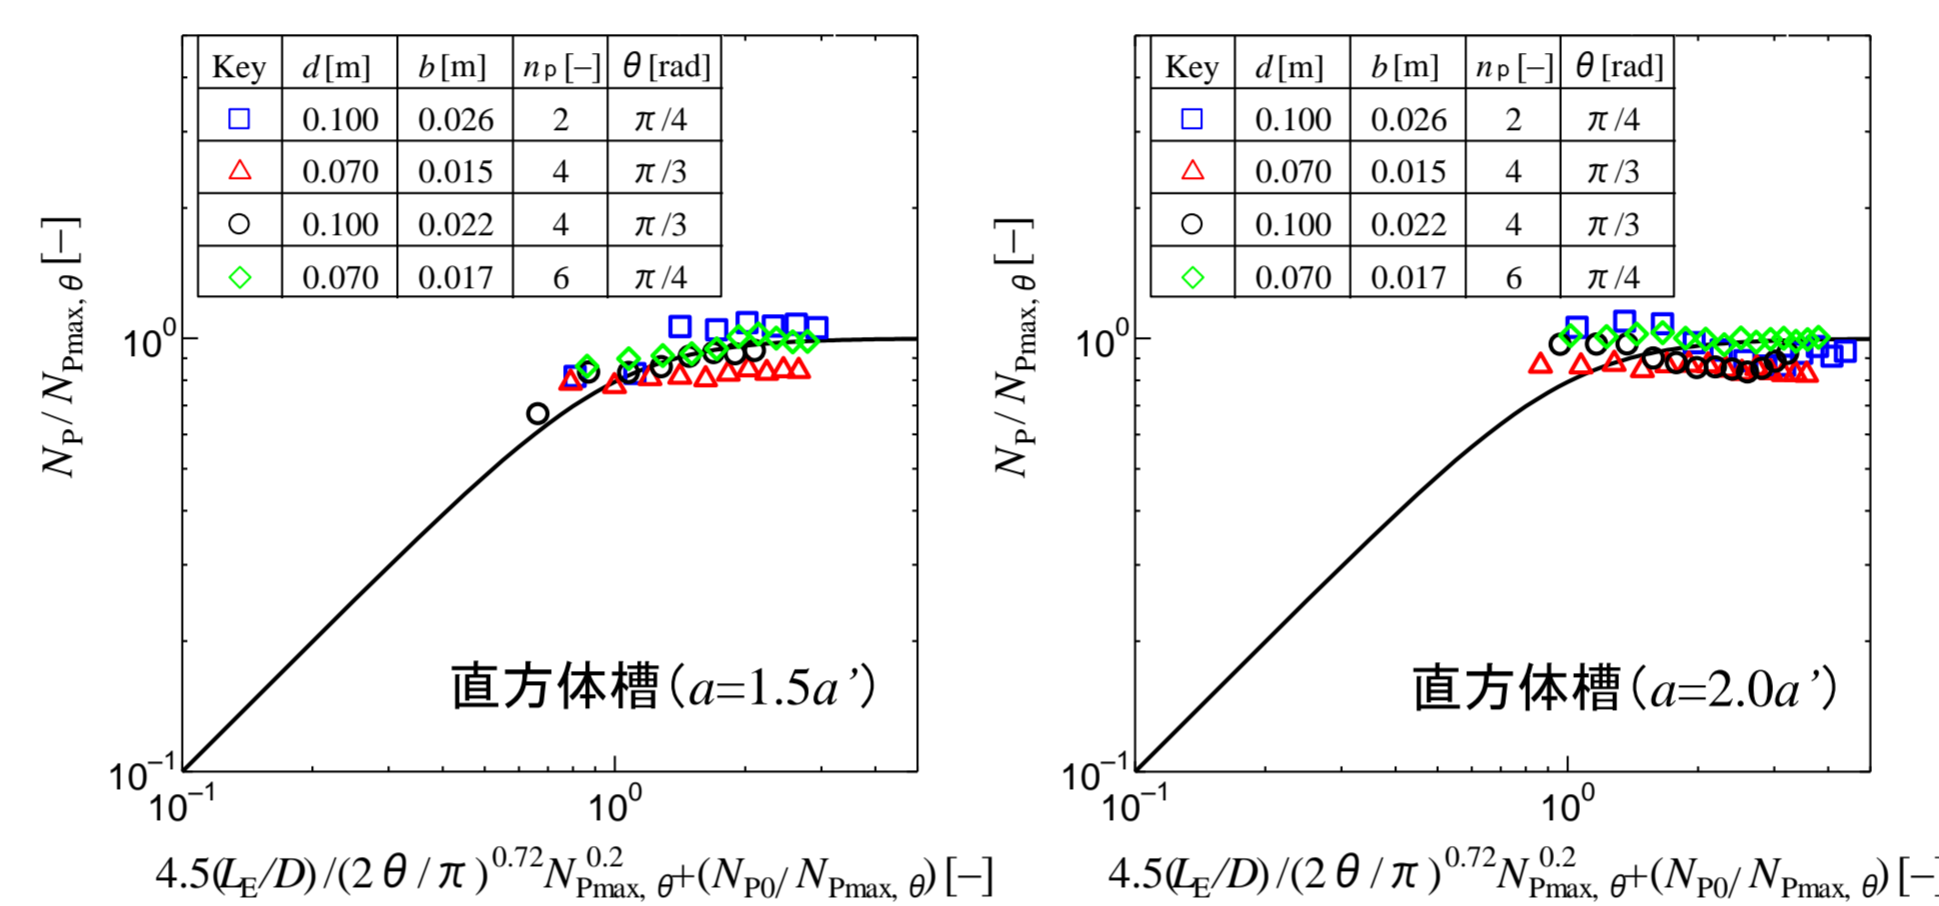 Key d[m] b[m] nP[–] θ[rad]
0.100 0.026 2 π/4
0.070 0.015 4 π/3
0.100 0.022 4 π/3
0.070 0.017 6 π/4
NP/NPmax, θ[–]
10^0
10^–1
直方体槽（a=1.5a’）
10^–1 10^0
4.5(LE/D)/(2θ/π)^0.72NPmax, θ^0.2+(NP0/NPmax, θ)[–]
Key d[m] b[m] nP[–] θ[rad]
0.100 0.026 2 π/4
0.070 0.015 4 π/3
0.100 0.022 4 π/3
0.070 0.017 6 π/4
NP/NPmax, θ[–]
10^0
10^–1
直方体槽（a=2.0a’）
10^–1 10^0
4.5(LE/D)/(2θ/π)^0.72NPmax, θ^0.2+(NP0/NPmax, θ)[–]